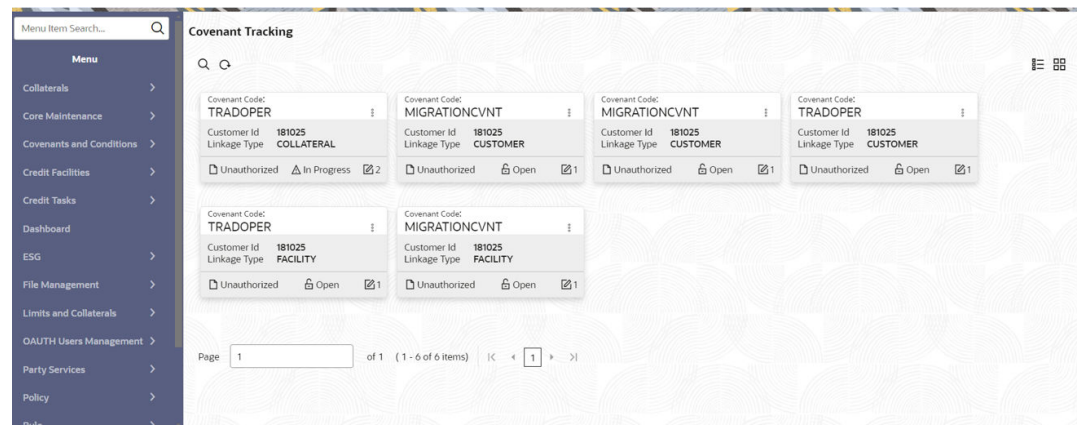 Menu Item Search...
Menu
Collaterals
Core Maintenance
Covenants and Conditions
Credit Facilities
Credit Tasks
Dashboard
ESG
File Management
Limits and Collaterals
OAUTH Users Management
Party Services
Policy
Rule
Covenant Tracking
Covenant Code:
TRADOPER
Customer Id 181025
Linkage Type COLLATERAL
Unauthorized In Progress 2
Covenant Code:
MIGRATIONCVNT
Customer Id 181025
Linkage Type CUSTOMER
Unauthorized Open 1
Covenant Code:
MIGRATIONCVNT
Customer Id 181025
Linkage Type CUSTOMER
Unauthorized Open 1
Covenant Code:
TRADOPER
Customer Id 181025
Linkage Type CUSTOMER
Unauthorized Open 1
Covenant Code:
TRADOPER
Customer Id 181025
Linkage Type FACILITY
Unauthorized Open 1
Covenant Code:
MIGRATIONCVNT
Customer Id 181025
Linkage Type FACILITY
Unauthorized Open 1
Page 1 of 1 (1 - 6 of 6 items) 1